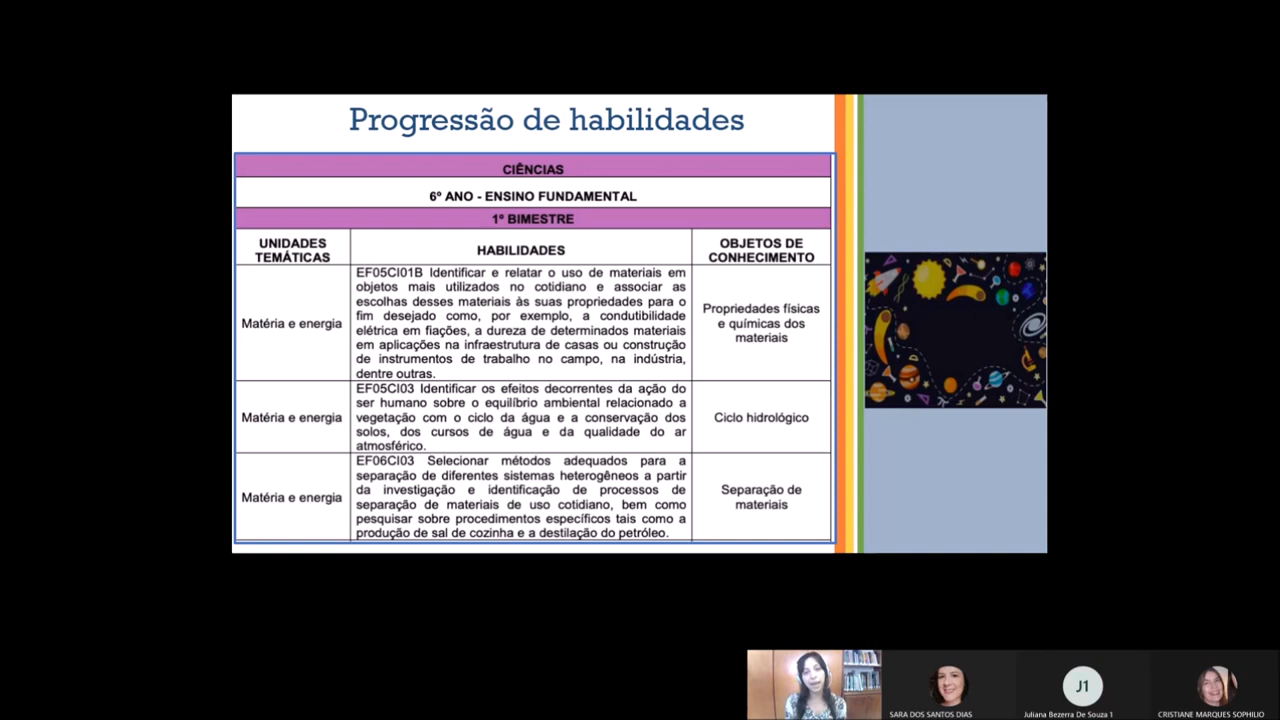 Progressão de habilidades
CIÊNCIAS
6º ANO - ENSINO FUNDAMENTAL
1º BIMESTRE
UNIDADES
TEMÁTICAS
HABILIDADES
OBJETOS DE
CONHECIMENTO
Matéria e energia
EF05CI01B Identificar e relatar o uso de materiais em
objetos mais utilizados no cotidiano e associar as
escolhas desses materiais às suas propriedades para o
fim desejado como, por exemplo, a condutibilidade
elétrica em fiações, a dureza de determinados materiais
em aplicações na infraestrutura de casas ou construção
de instrumentos de trabalho no campo, na indústria,
dentre outras.
Propriedades físicas
e químicas dos
materiais
Matéria e energia
EF05CI03 Identificar os efeitos decorrentes da ação do
ser humano sobre o equilíbrio ambiental relacionado a
vegetação com o ciclo da água e a conservação dos
solos, dos cursos de água e da qualidade do ar
atmosférico.
Ciclo hidrológico
Matéria e energia
EF06CI03 Selecionar métodos adequados para a
separação de diferentes sistemas heterogêneos a partir
da investigação e identificação de processos de
separação de materiais de uso cotidiano, bem como
pesquisar sobre procedimentos específicos tais como a
produção de sal de cozinha e a destilação do petróleo.
Separação de
materiais
J1
SARA DOS SANTOS DIAS
Juliana Bezerra De Souza 1
CRISTIANE MARQUES SOPHILIO